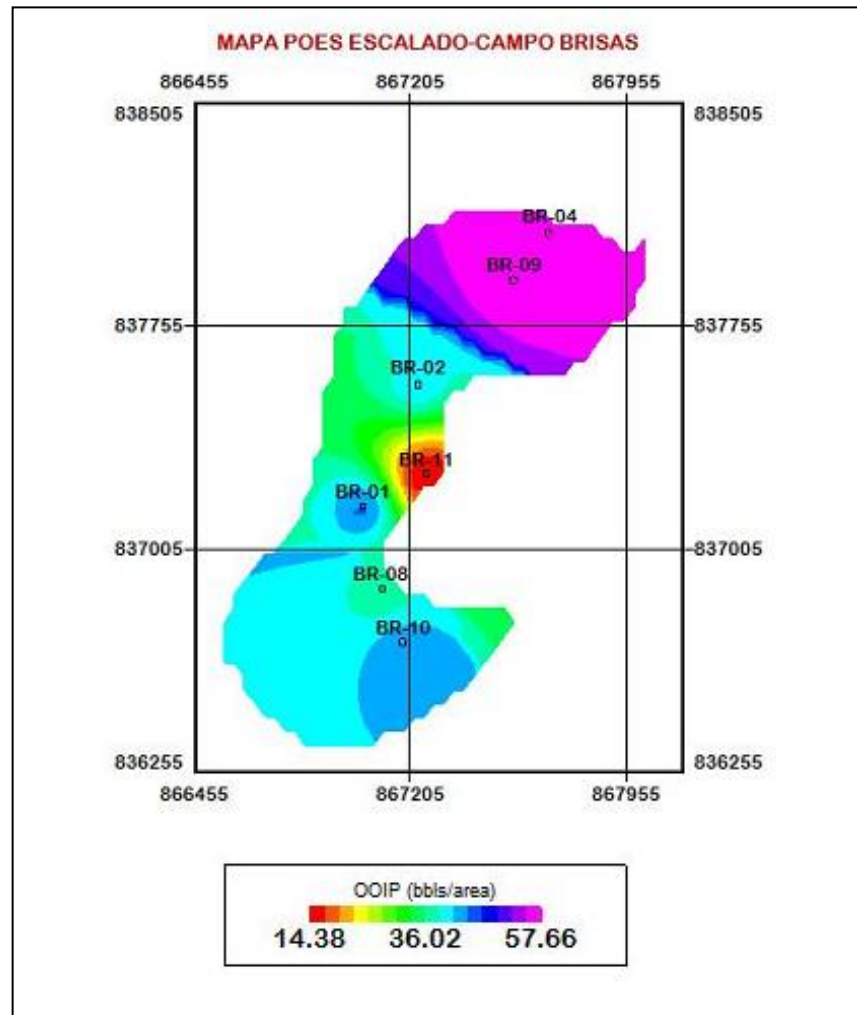 MAPA POES ESCALADO-CAMPO BRISAS
866455 867205 867955
838505 838505
BR-04
BR-09
837755 837755
BR-02
BR-11
BR-01
837005 837005
BR-08
BR-10
836255 836255
866455 867205 867955
OOIP (bbls/area)
14.38 36.02 57.66